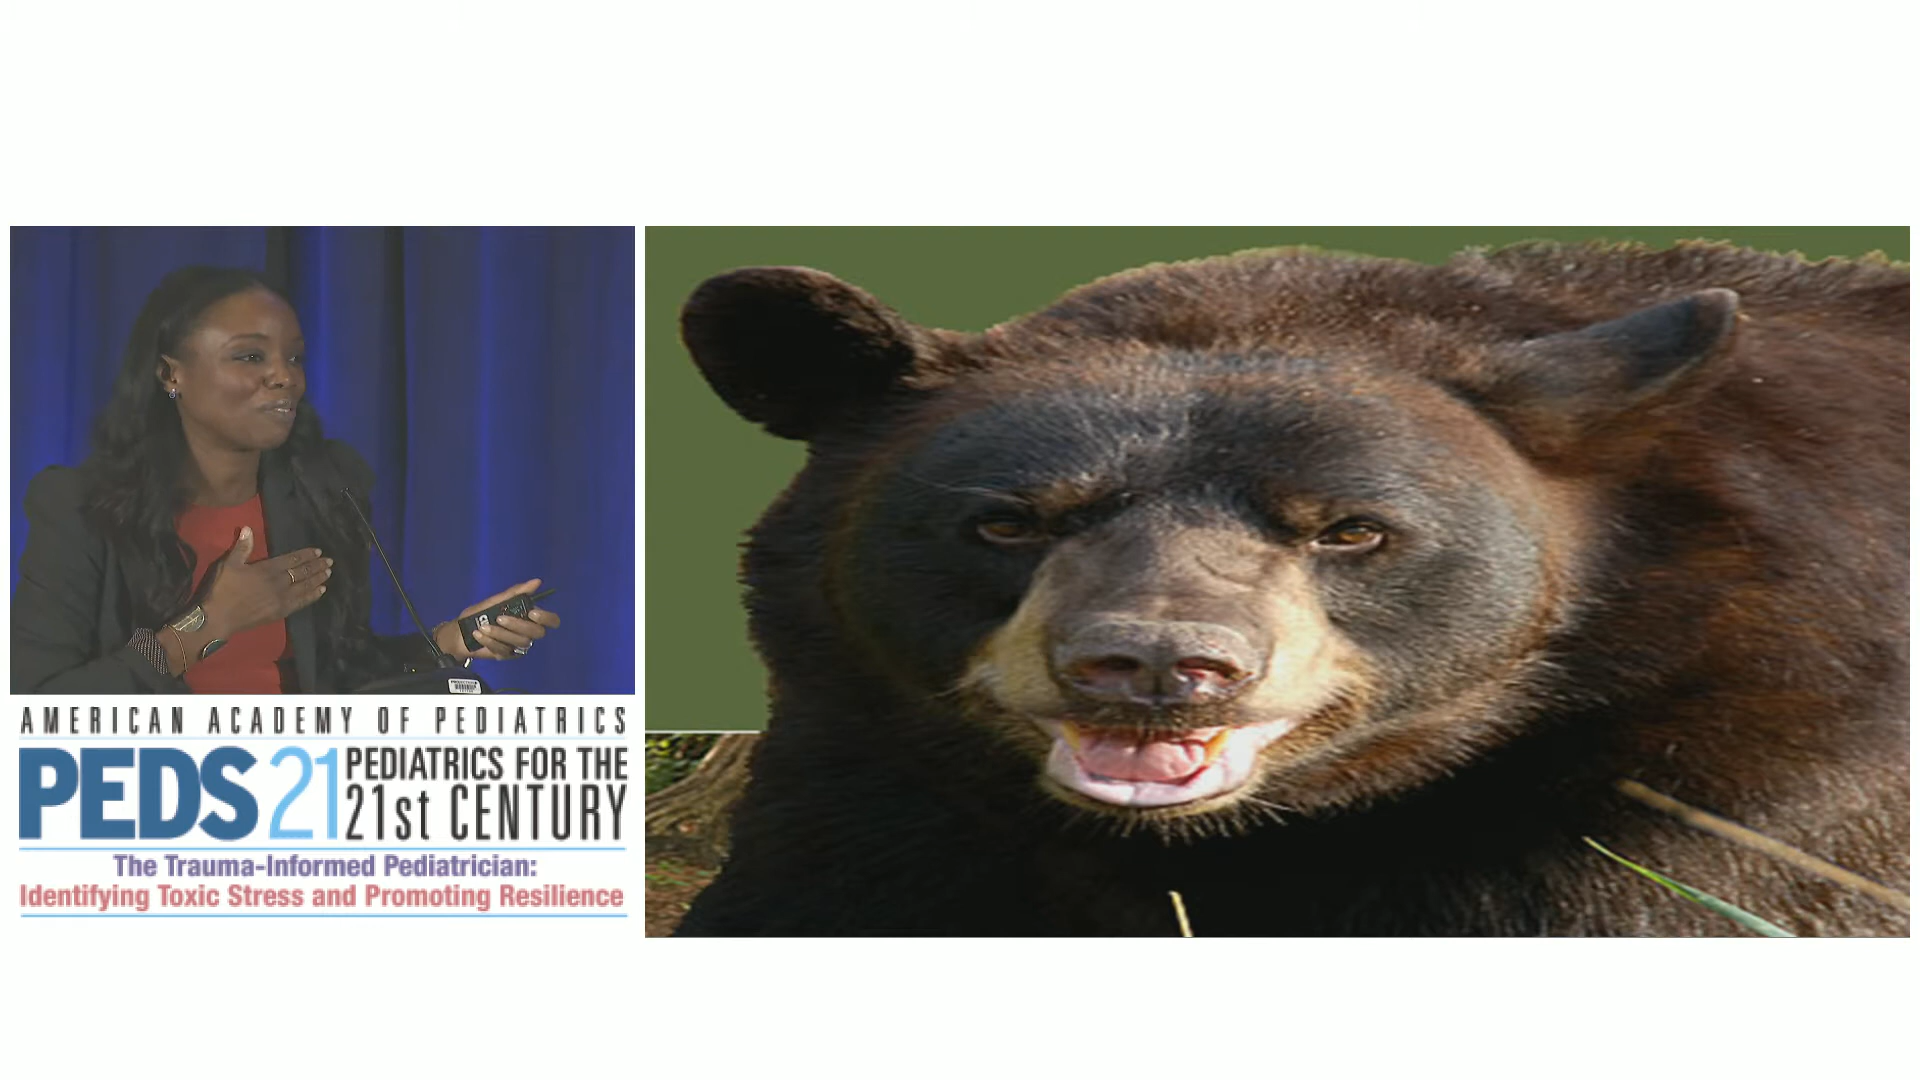 AMERICAN ACADEMY OF PEDIATRICS
PEDS 21 PEDIATRICS FOR THE
21st CENTURY
The Trauma-Informed Pediatrician:
Identifying Toxic Stress and Promoting Resilience